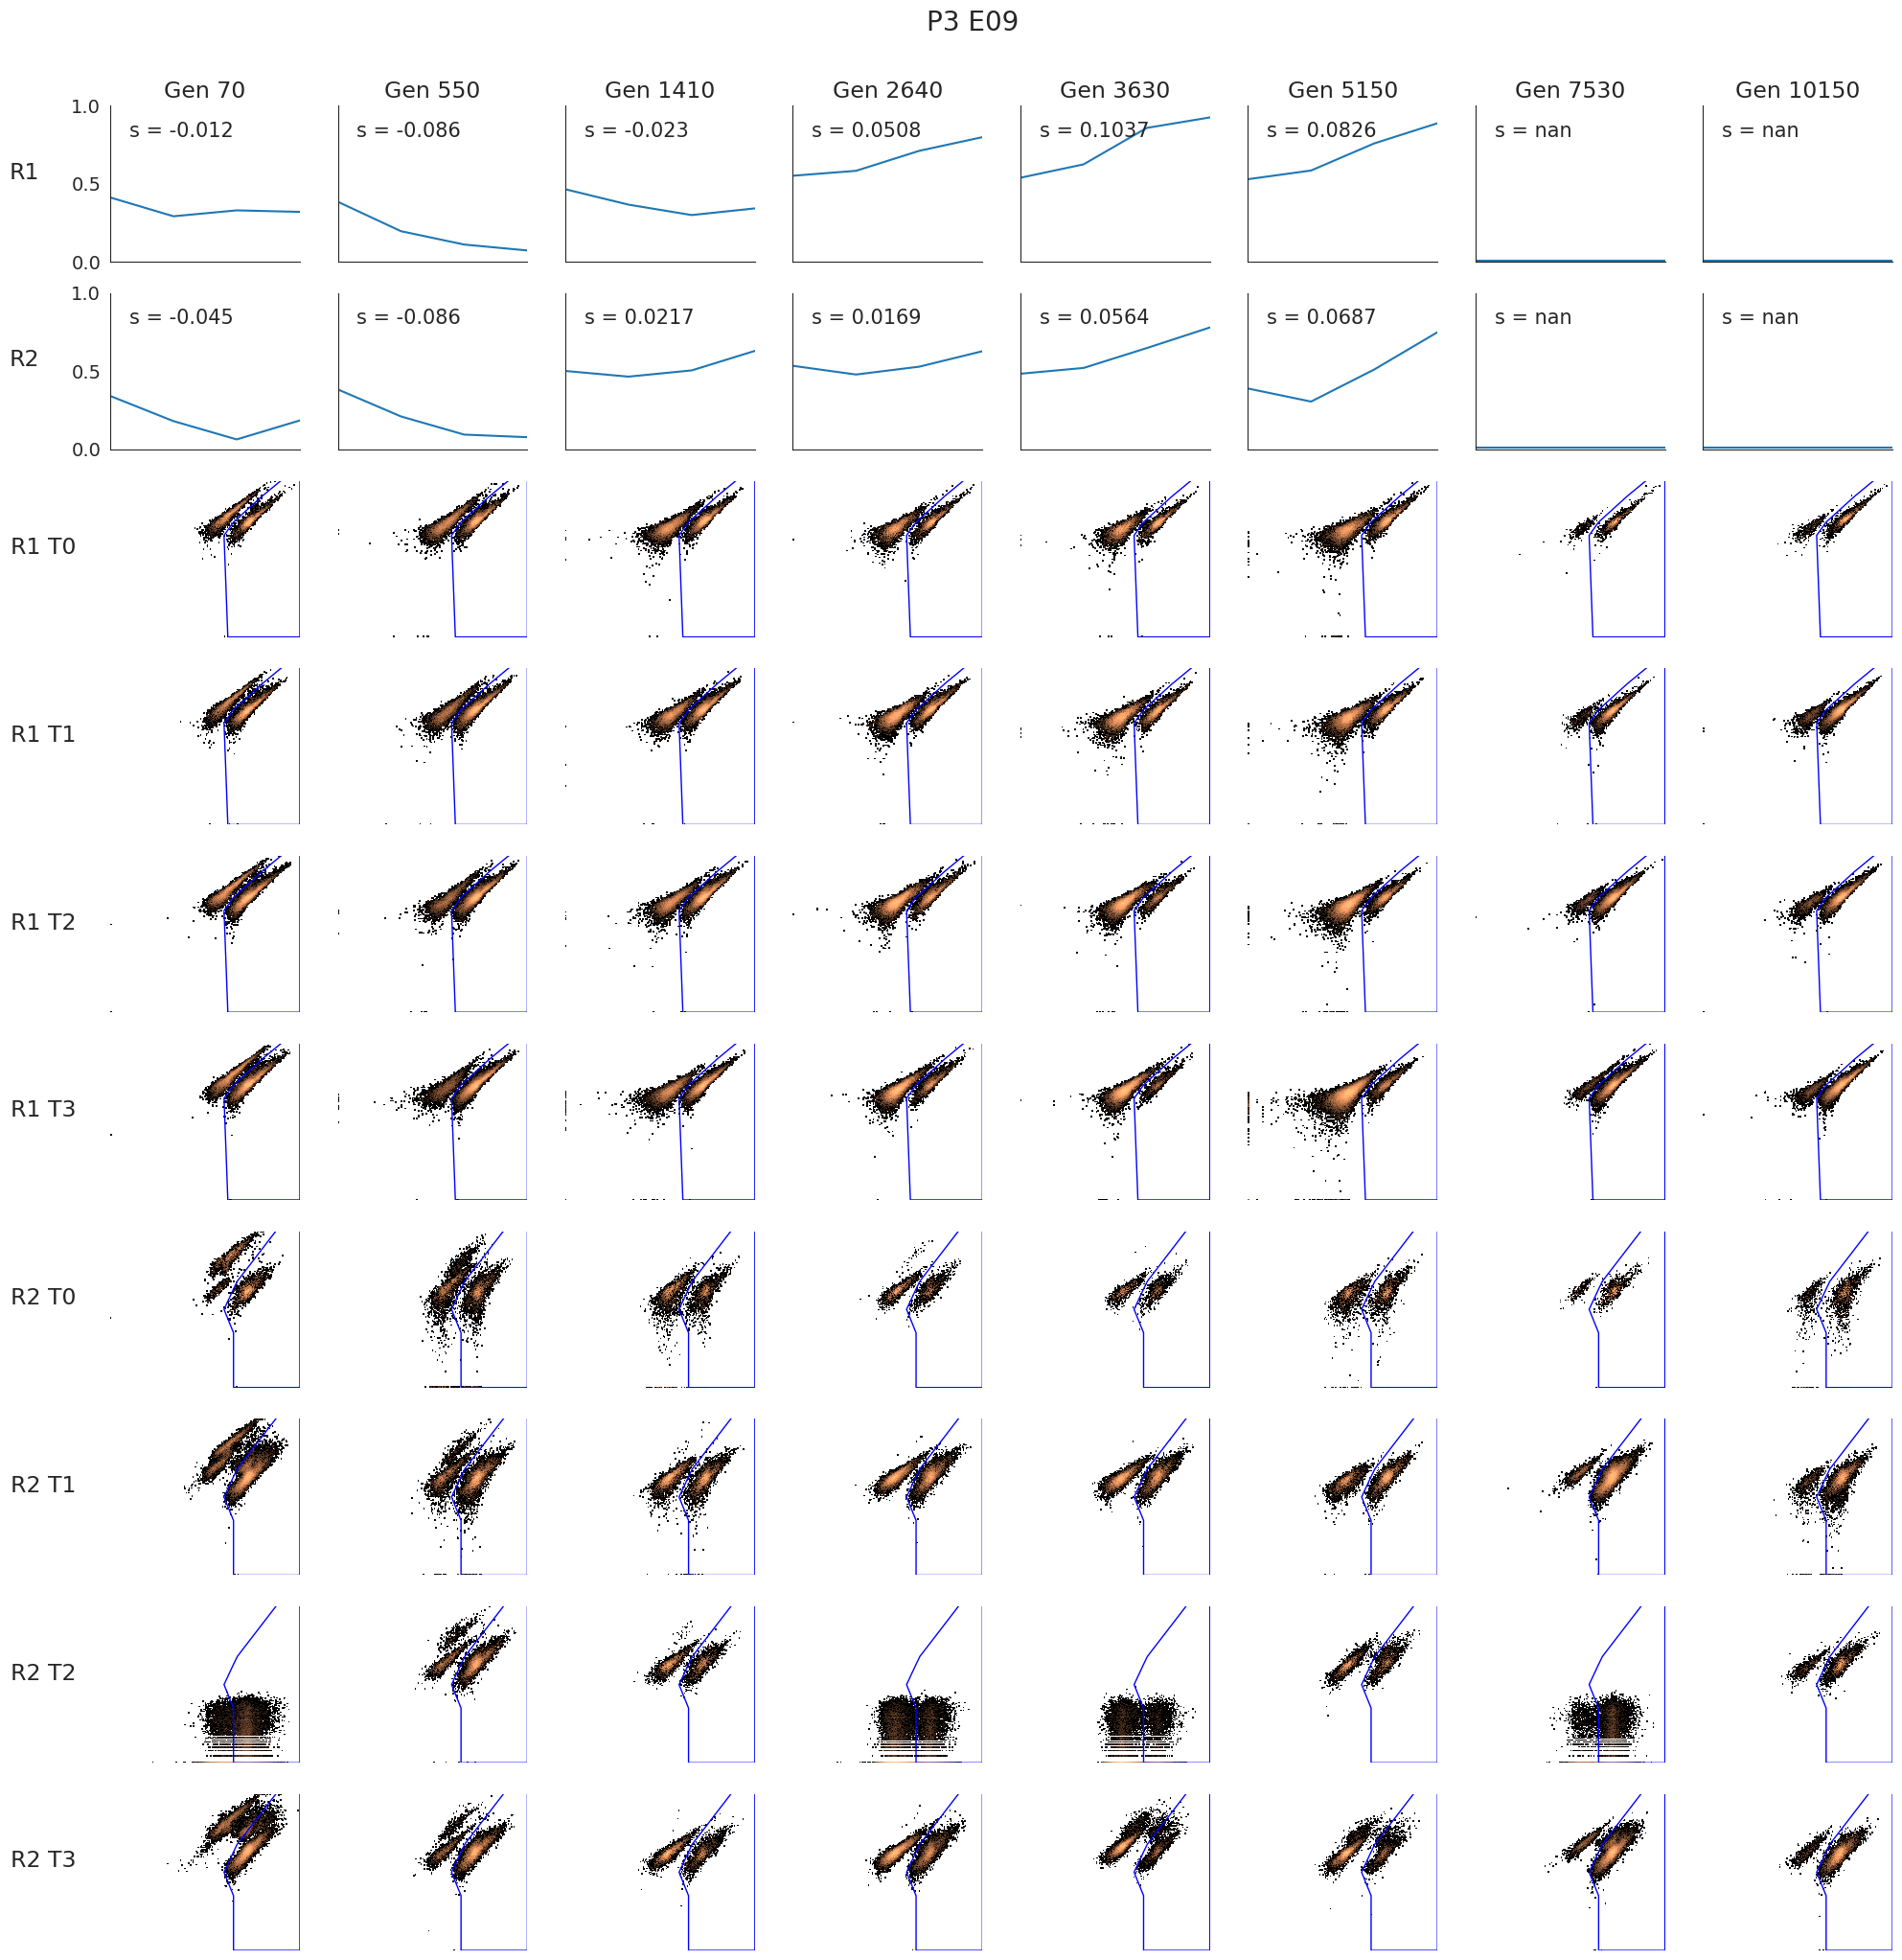 P3 E09
Gen 70 Gen 550 Gen 1410 Gen 2640 Gen 3630 Gen 5150 Gen 7530 Gen 10150
1.0
s = -0.012 s = -0.086 s = -0.023 s = 0.0508 s = 0.1037 s = 0.0826 s = nan s = nan
R1
0.5
0.0
1.0
s = -0.045 s = -0.086 s = 0.0217 s = 0.0169 s = 0.0564 s = 0.0687 s = nan s = nan
R2
0.5
0.0
R1 T0
R1 T1
R1 T2
R1 T3
R2 T0
R2 T1
R2 T2
R2 T3